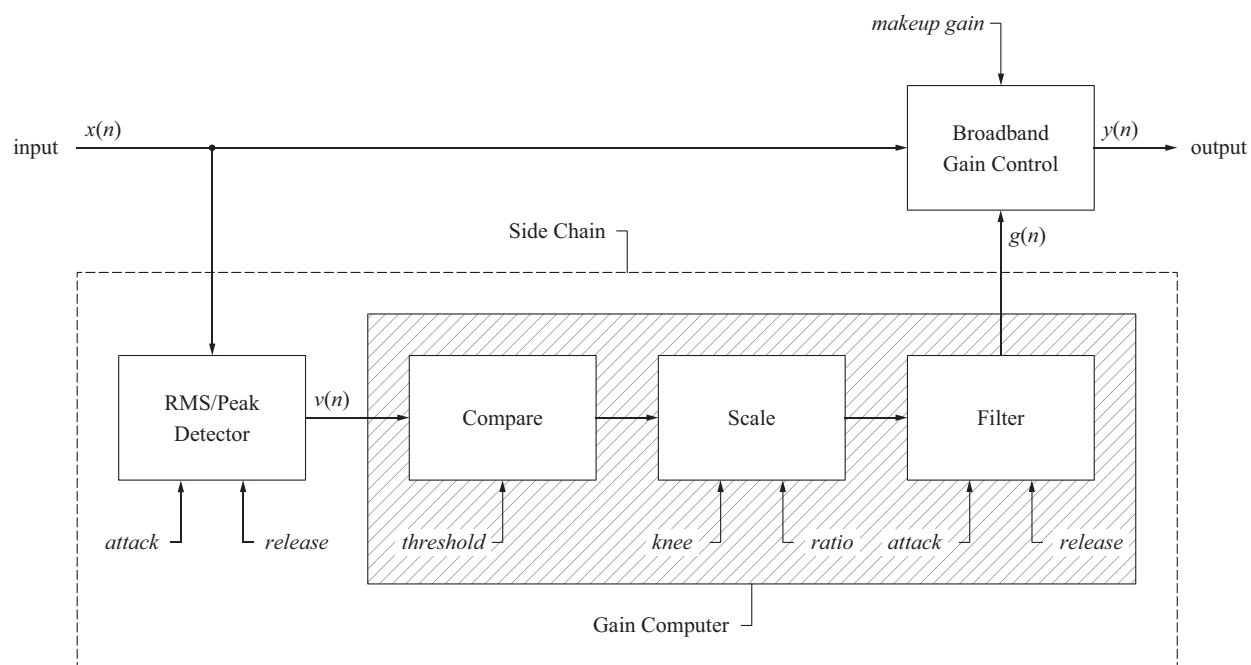 makeup gain
input
x(n)
Broadband
Gain Control
y(n)
output
Side Chain
g(n)
RMS/Peak
Detector
v(n)
Compare
Scale
Filter
attack
release
threshold
knee
ratio
attack
release
Gain Computer